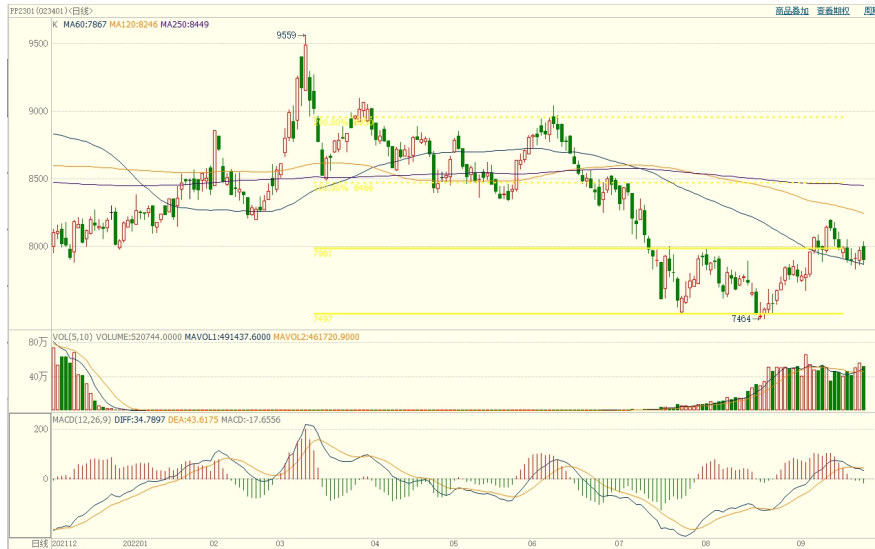 PP2301(023401)<日线> 商品叠加 查看期权 周期
K MA60:7867 MA120:8246 MA250:8449
9559
9500
9000
8500
8000
7981
7464
VOL(5,10) VOLUME:520744.0000 MAVOL1:491437.6000 MAVOL2:461720.9000
80万
40万
MACD(12,26,9) DIFF:34.7897 DEA:43.6175 MACD:-17.6556
200
0
日线 202112 202201 02 03 04 05 06 07 08 09